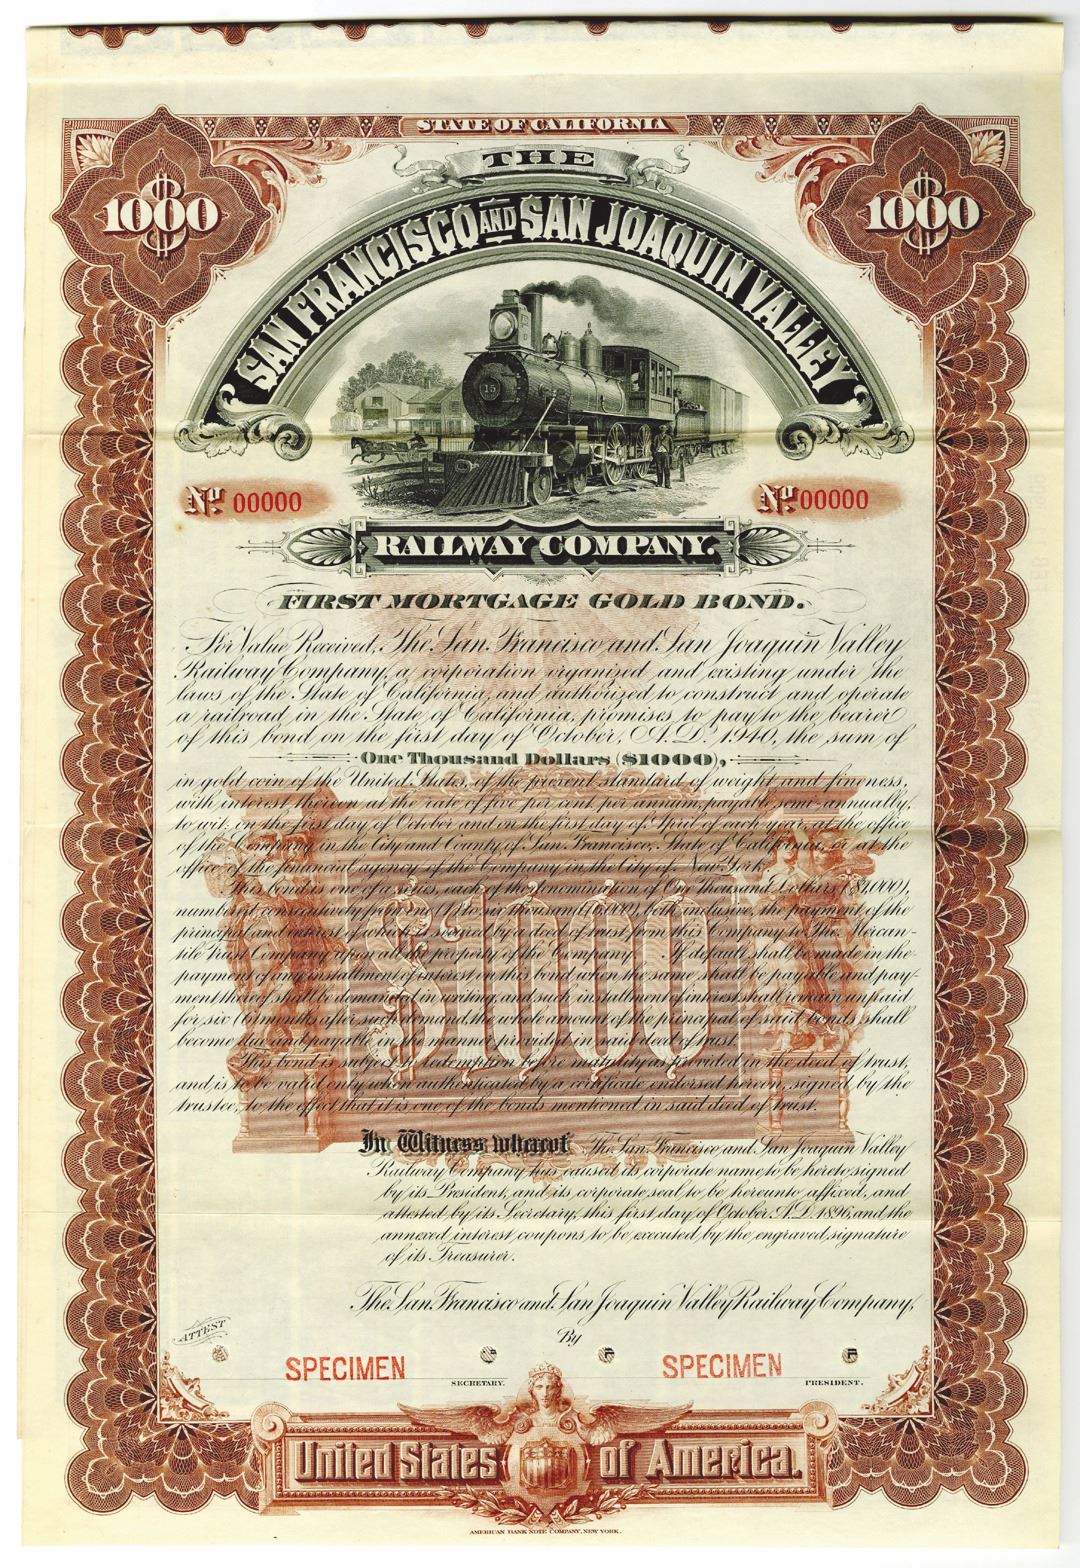 STATE OF CALIFORNIA
1000
1000
THE
SAN FRANCISCO AND SAN JOAQUIN VALLEY
No. 00000
No. 00000
RAILWAY COMPANY.
FIRST MORTGAGE GOLD BOND.
For Value Received, The San Francisco and San Joaquin Valley
Railway Company, a corporation organized and existing under the
laws of the State of California, and authorized to construct and operate
a railroad in the State of California, promises to pay to the bearer
of this bond on the first day of October, A.D. 1940, the sum of
One Thousand Dollars ($1000),
in gold coin of the United States, of the present standard of weight and fineness,
with interest thereon at the rate of five per cent. per annum, payable semi-annually,
to wit, on the first day of October and on the first day of April of each year at the office
of the Company in the City and County of San Francisco, State of California, or at the
office of the financial agency of the Company in the City of New York.
This bond is one of a series, each of the denomination of One Thousand Dollars ($1,000),
numbered consecutively from one (1) to six thousand (6,000), both inclusive, the payment of the
principal and interest of which is secured by a deed of trust from this Company to The Mercan-
tile Trust Company upon all the property of the Company. If default shall be made in the
payment of any installment of interest on this bond when the same shall be payable and pay-
ment thereof shall be demanded in writing, and such installment of interest shall remain unpaid
for six (6) months after such demand, the whole amount of the principal of said bonds shall
become due and payable in the manner provided in said deed of trust.
This bond is subject to redemption before maturity as provided in the deed of trust,
and is to be valid only when authenticated by a certificate endorsed hereon, signed by the
trustee, to the effect that it is one of the bonds mentioned in said deed of trust.
$1000
In Witness whereof, The San Francisco and San Joaquin Valley
Railway Company has caused its corporate name to be hereto signed
by its President, and its corporate seal to be hereunto affixed, and
attested by its Secretary, this first day of October A.D. 1896, and the
annexed interest coupons to be executed by the engraved signature
of its Treasurer.
The San Francisco and San Joaquin Valley Railway Company,
ATTEST
By
SPECIMEN
SPECIMEN
SECRETARY.
PRESIDENT.
United States of America.
AMERICAN BANK NOTE COMPANY, NEW YORK.